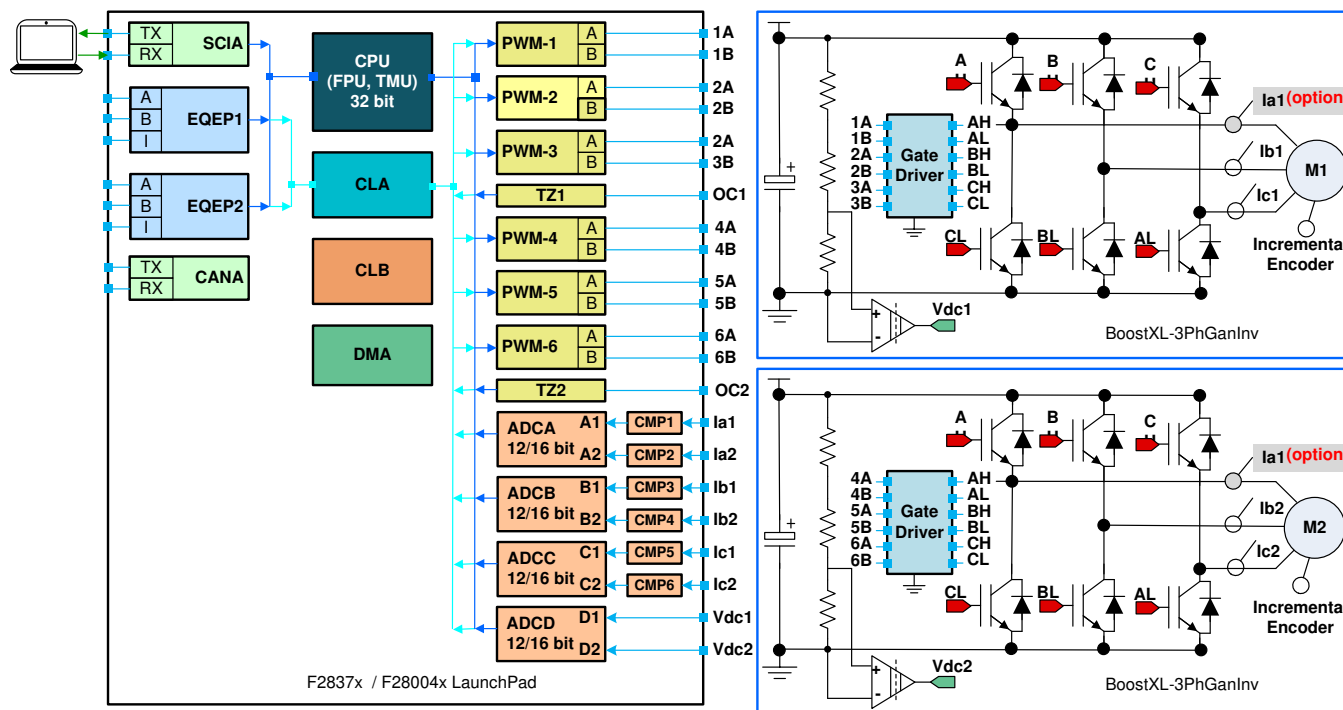 TX
RX
SCIA
A
B
I
EQEP1
A
B
I
EQEP2
TX
RX
CANA
CPU
(FPU, TMU)
32 bit
CLA
CLB
DMA
PWM-1
A
B
1A
1B
PWM-2
A
B
2A
2B
PWM-3
A
B
2A
3B
TZ1
OC1
PWM-4
A
B
4A
4B
PWM-5
A
B
5A
5B
PWM-6
A
B
6A
6B
TZ2
OC2
ADCA
12/16 bit
A1
A2
CMP1
CMP2
Ia1
Ia2
ADCB
12/16 bit
B1
B2
CMP3
CMP4
Ib1
Ib2
ADCC
12/16 bit
C1
C2
CMP5
CMP6
Ic1
Ic2
ADCD
12/16 bit
D1
D2
Vdc1
Vdc2
F2837x / F28004x LaunchPad
+
1A
1B
2A
2B
3A
3B
Gate
Driver
AH
AL
BH
BL
CH
CL
A
B
C
CL
BL
AL
Ia1 (option
Ib1
Ic1
M1
Incrementa
Encoder
+
-
Vdc1
BoostXL-3PhGanInv
+
4A
4B
5A
5B
6A
6B
Gate
Driver
AH
AL
BH
BL
CH
CL
A
B
C
CL
BL
AL
Ia1 (option
Ib2
Ic2
M2
Incrementa
Encoder
+
-
Vdc2
BoostXL-3PhGanInv